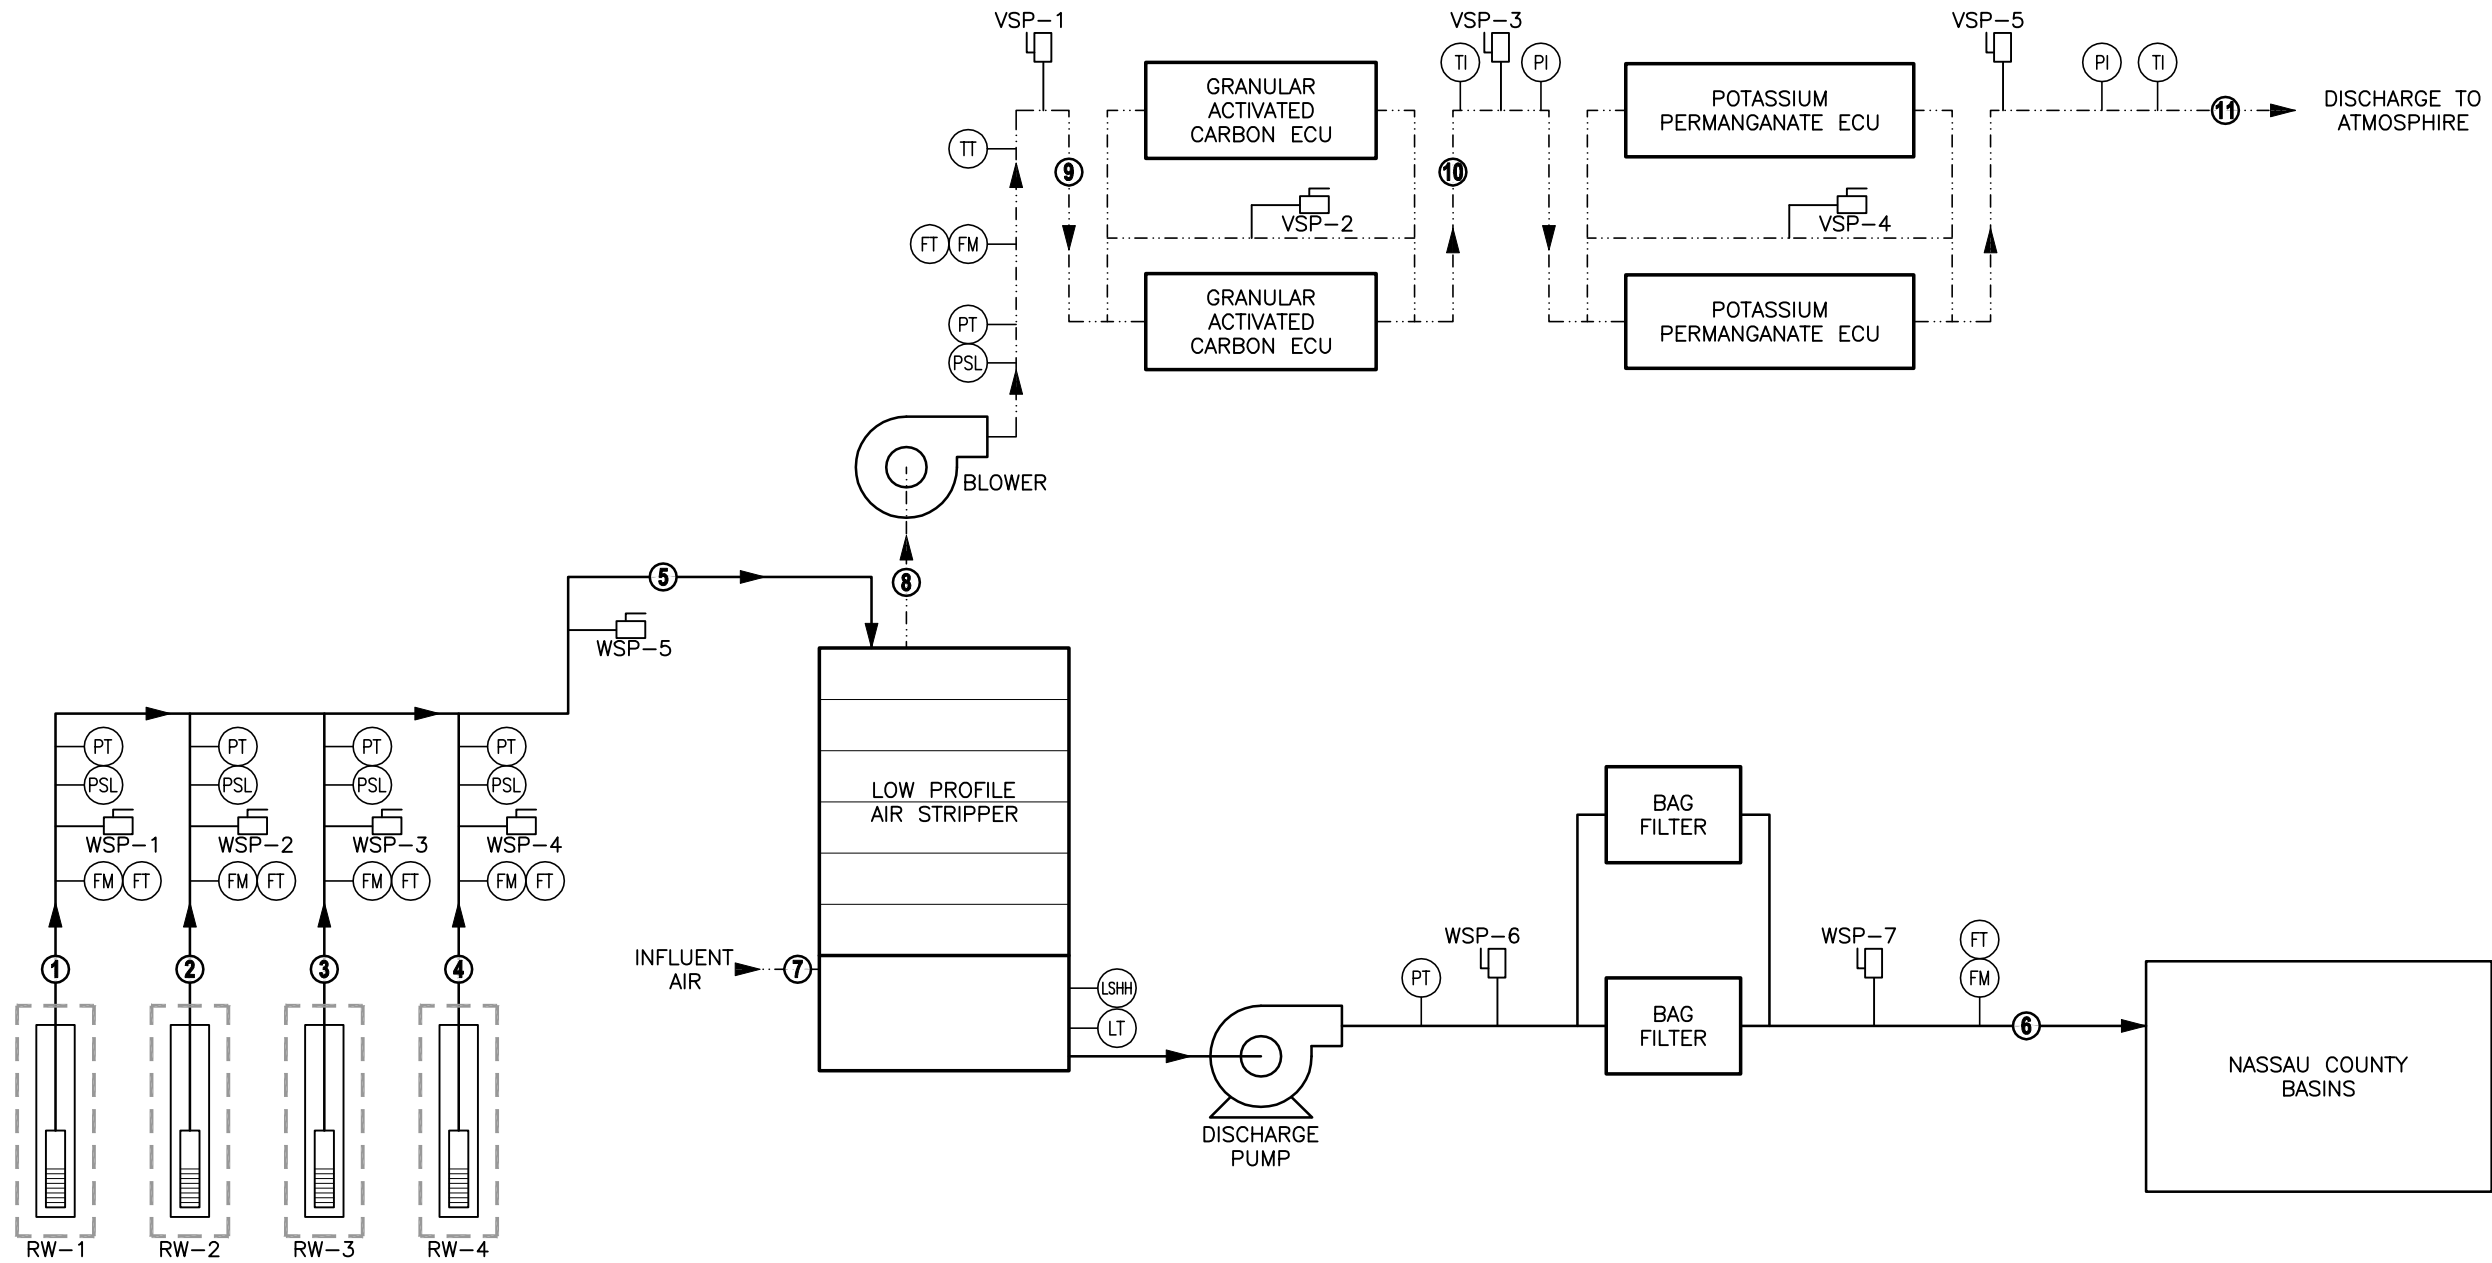 VSP-1
VSP-3
VSP-5
TI
PI
PI
TI
GRANULAR
ACTIVATED
CARBON ECU
POTASSIUM
PERMANGANATE ECU
11
DISCHARGE TO
ATMOSPHIRE
TT
9
10
VSP-2
VSP-4
FT
FM
GRANULAR
ACTIVATED
CARBON ECU
POTASSIUM
PERMANGANATE ECU
PT
PSL
BLOWER
5
8
WSP-5
PT
PT
PT
PT
PSL
PSL
PSL
PSL
WSP-1
WSP-2
WSP-3
WSP-4
FM
FT
FM
FT
FM
FT
FM
FT
LOW PROFILE
AIR STRIPPER
BAG
FILTER
1
2
3
4
INFLUENT
AIR
7
LSHH
LT
PT
WSP-6
BAG
FILTER
WSP-7
FT
FM
6
NASSAU COUNTY
BASINS
DISCHARGE
PUMP
RW-1
RW-2
RW-3
RW-4